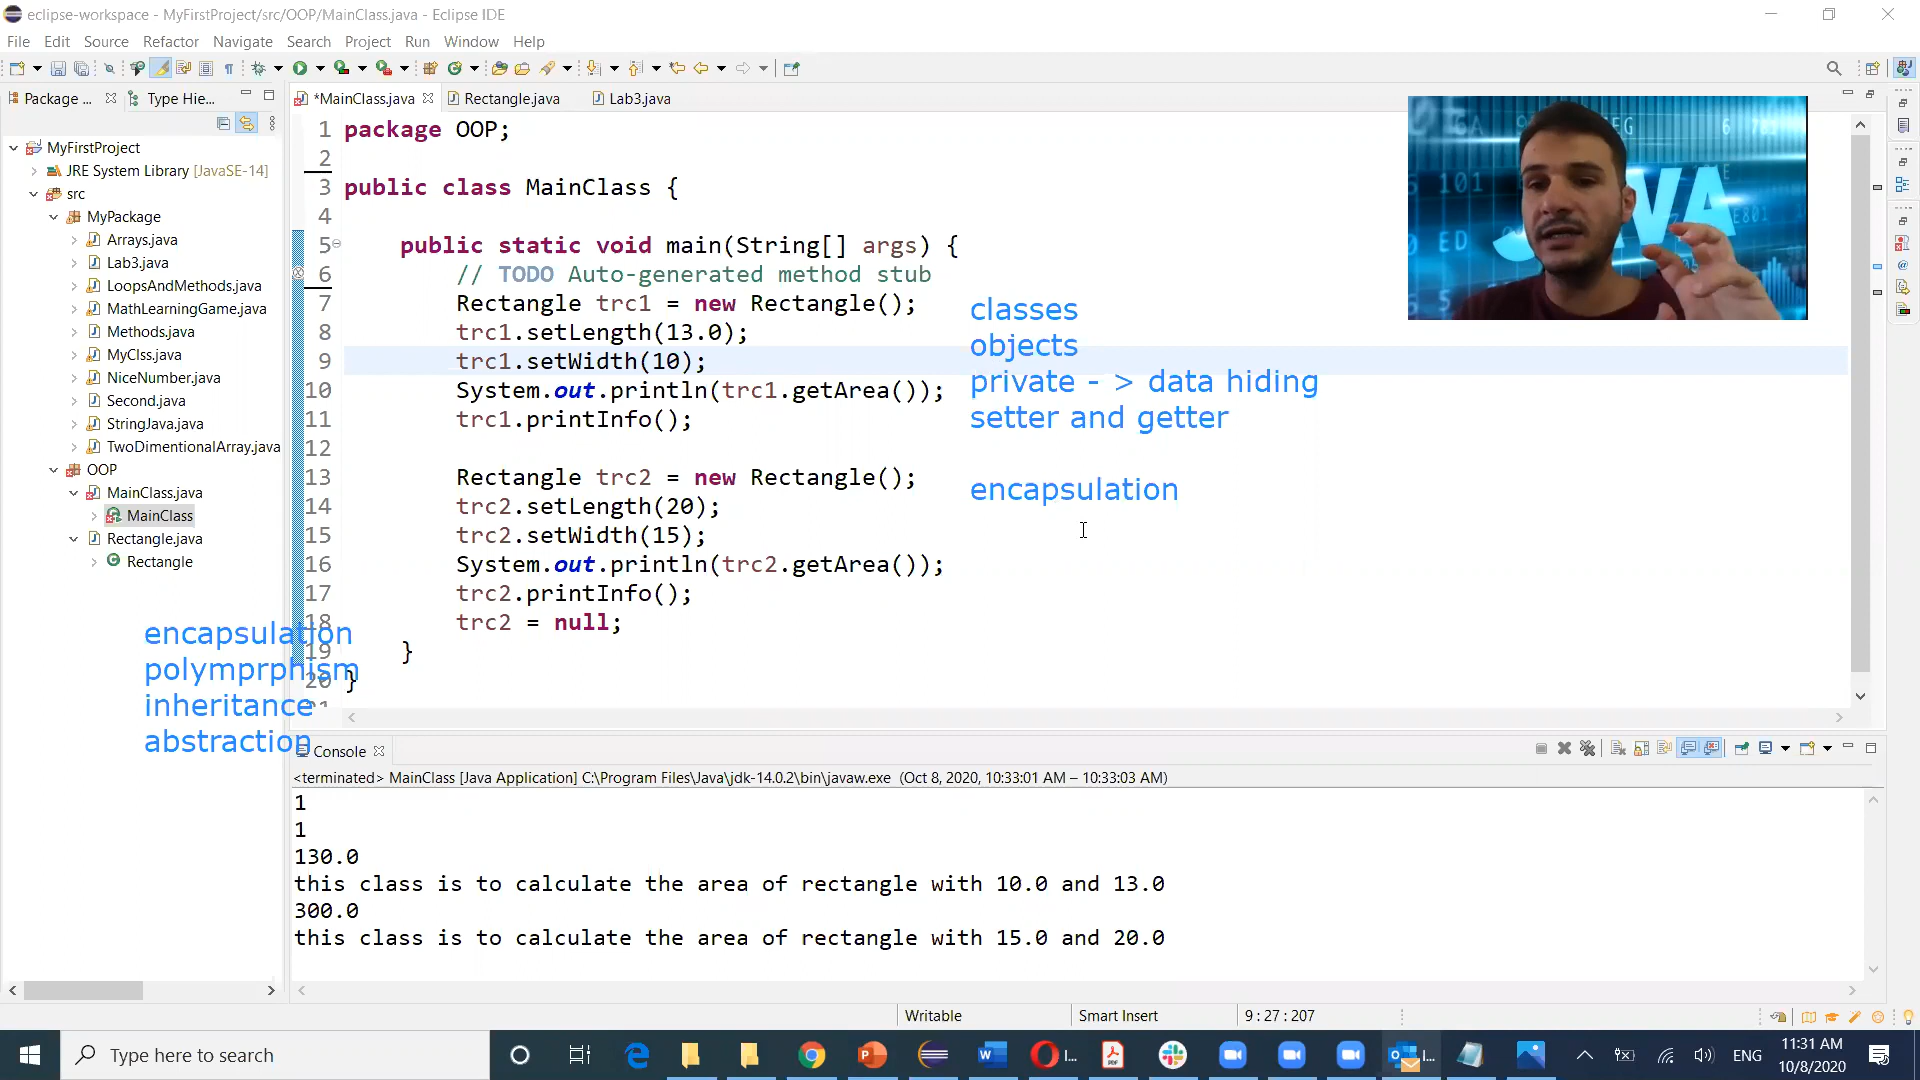 eclipse-workspace - MyFirstProject/src/OOP/MainClass.java - Eclipse IDE
File Edit Source Refactor Navigate Search Project Run Window Help
Package ... Type Hie...
*MainClass.java Rectangle.java Lab3.java
MyFirstProject
JRE System Library [JavaSE-14]
src
MyPackage
Arrays.java
Lab3.java
LoopsAndMethods.java
MathLearningGame.java
Methods.java
MyClss.java
NiceNumber.java
Second.java
StringJava.java
TwoDimentionalArray.java
OOP
MainClass.java
MainClass
Rectangle.java
Rectangle
encapsulation
polymprphism
inheritance
abstraction
1 package OOP;
2
3 public class MainClass {
4
5 public static void main(String[] args) {
6 // TODO Auto-generated method stub
7 Rectangle trc1 = new Rectangle();
8 trc1.setLength(13.0);
9 trc1.setWidth(10);
10 System.out.println(trc1.getArea());
11 trc1.printInfo();
12
13 Rectangle trc2 = new Rectangle();
14 trc2.setLength(20);
15 trc2.setWidth(15);
16 System.out.println(trc2.getArea());
17 trc2.printInfo();
18 trc2 = null;
19 }
20 }
21
classes
objects
private - > data hiding
setter and getter
encapsulation
JAVA
Console
<terminated> MainClass [Java Application] C:\Program Files\Java\jdk-14.0.2\bin\javaw.exe (Oct 8, 2020, 10:33:01 AM – 10:33:03 AM)
1
1
130.0
this class is to calculate the area of rectangle with 10.0 and 13.0
300.0
this class is to calculate the area of rectangle with 15.0 and 20.0
Writable Smart Insert 9 : 27 : 207
Type here to search
ENG
11:31 AM
10/8/2020